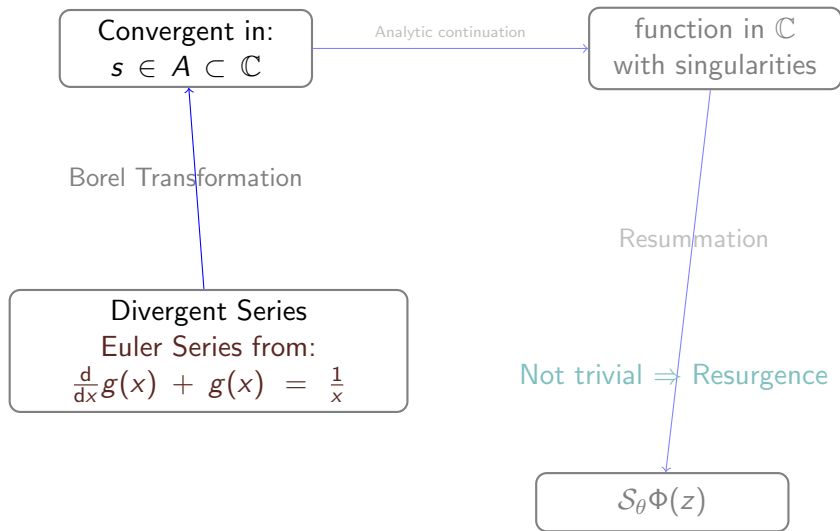 Convergent in:
s ∈ A ⊂ ℂ
Analytic continuation
function in ℂ
with singularities
Borel Transformation
Resummation
Divergent Series
Euler Series from:
d/dx g(x) + g(x) = 1/x
Not trivial ⇒ Resurgence
𝒮_θΦ(z)